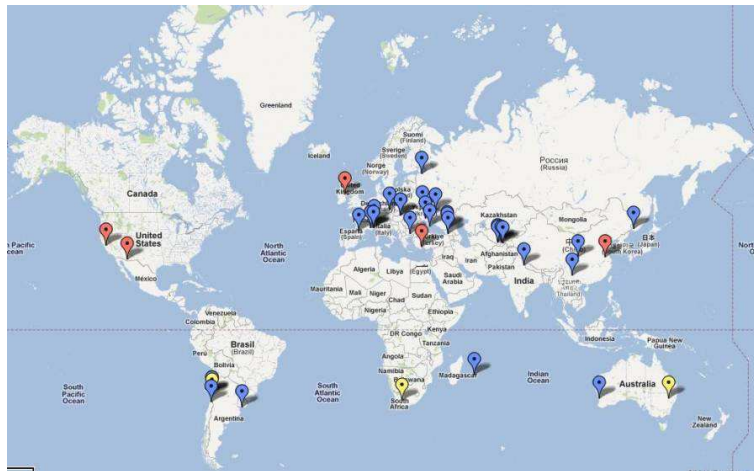 Greenland
Iceland
Suomi
(Finland)
Sverige
(Sweden)
Norge
(Norway)
Россия
(Russia)
Canada
United
Kingdom
Polska
Kazakhstan
Mongolia
United
States
España
(Spain)
Italia
(Italy)
(Turkey)
Afghanistan
Pakistan
Iraq
Iran
日本
(Japan)
North
Atlantic
Ocean
México
Algeria
Libya
(Egypt)
Saudi
Arabia
India
(Thailand)
Mauritania
Mali
Niger
Chad
Sudan
Nigeria
Ethiopia
Venezuela
Colombia
DR Congo
Kenya
Tanzania
Indonesia
Papua New
Guinea
Perú
Brasil
(Brazil)
Bolivia
Angola
Namibia
Botswana
Madagascar
South
Pacific
Ocean
South
Atlantic
Ocean
Indian
Ocean
Australia
Argentina
South
Africa
New
Zealand